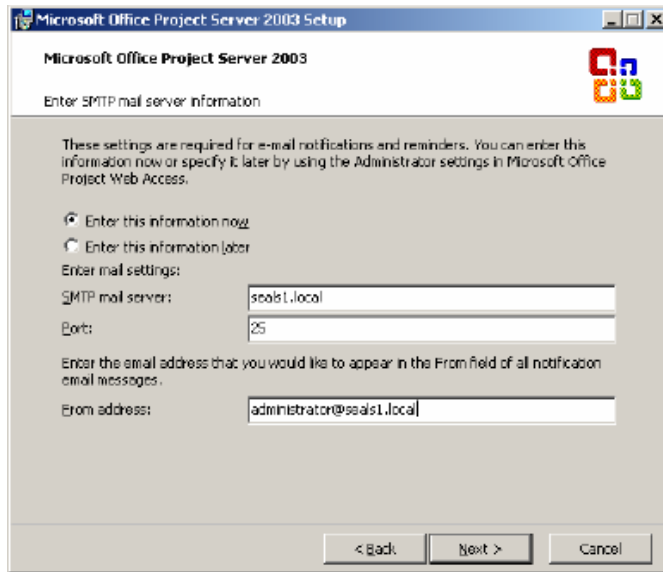 Microsoft Office Project Server 2003 Setup
Microsoft Office Project Server 2003
Enter SMTP mail server information
These settings are required for e-mail notifications and reminders. You can enter this
information now or specify it later by using the Administrator settings in Microsoft Office
Project Web Access.
Enter this information now
Enter this information later
Enter mail settings:
SMTP mail server: seals1.local
Port: 25
Enter the email address that you would like to appear in the From field of all notification
email messages.
From address: administrator@seals1.local
< Back Next > Cancel